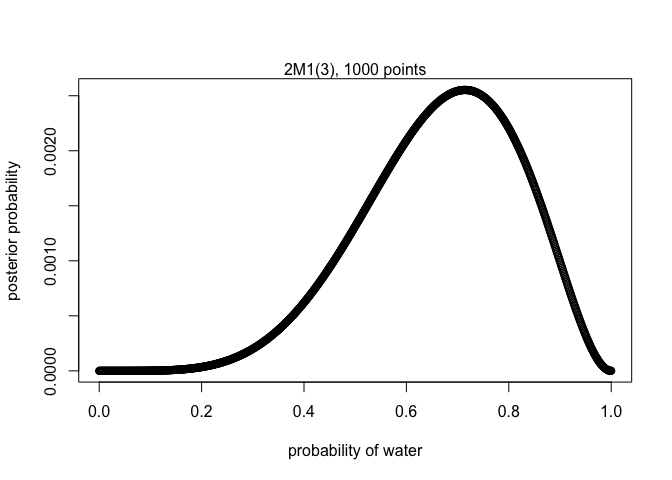 2M1(3), 1000 points
posterior probability
0.0020
0.0010
0.0000
0.0 0.2 0.4 0.6 0.8 1.0
probability of water